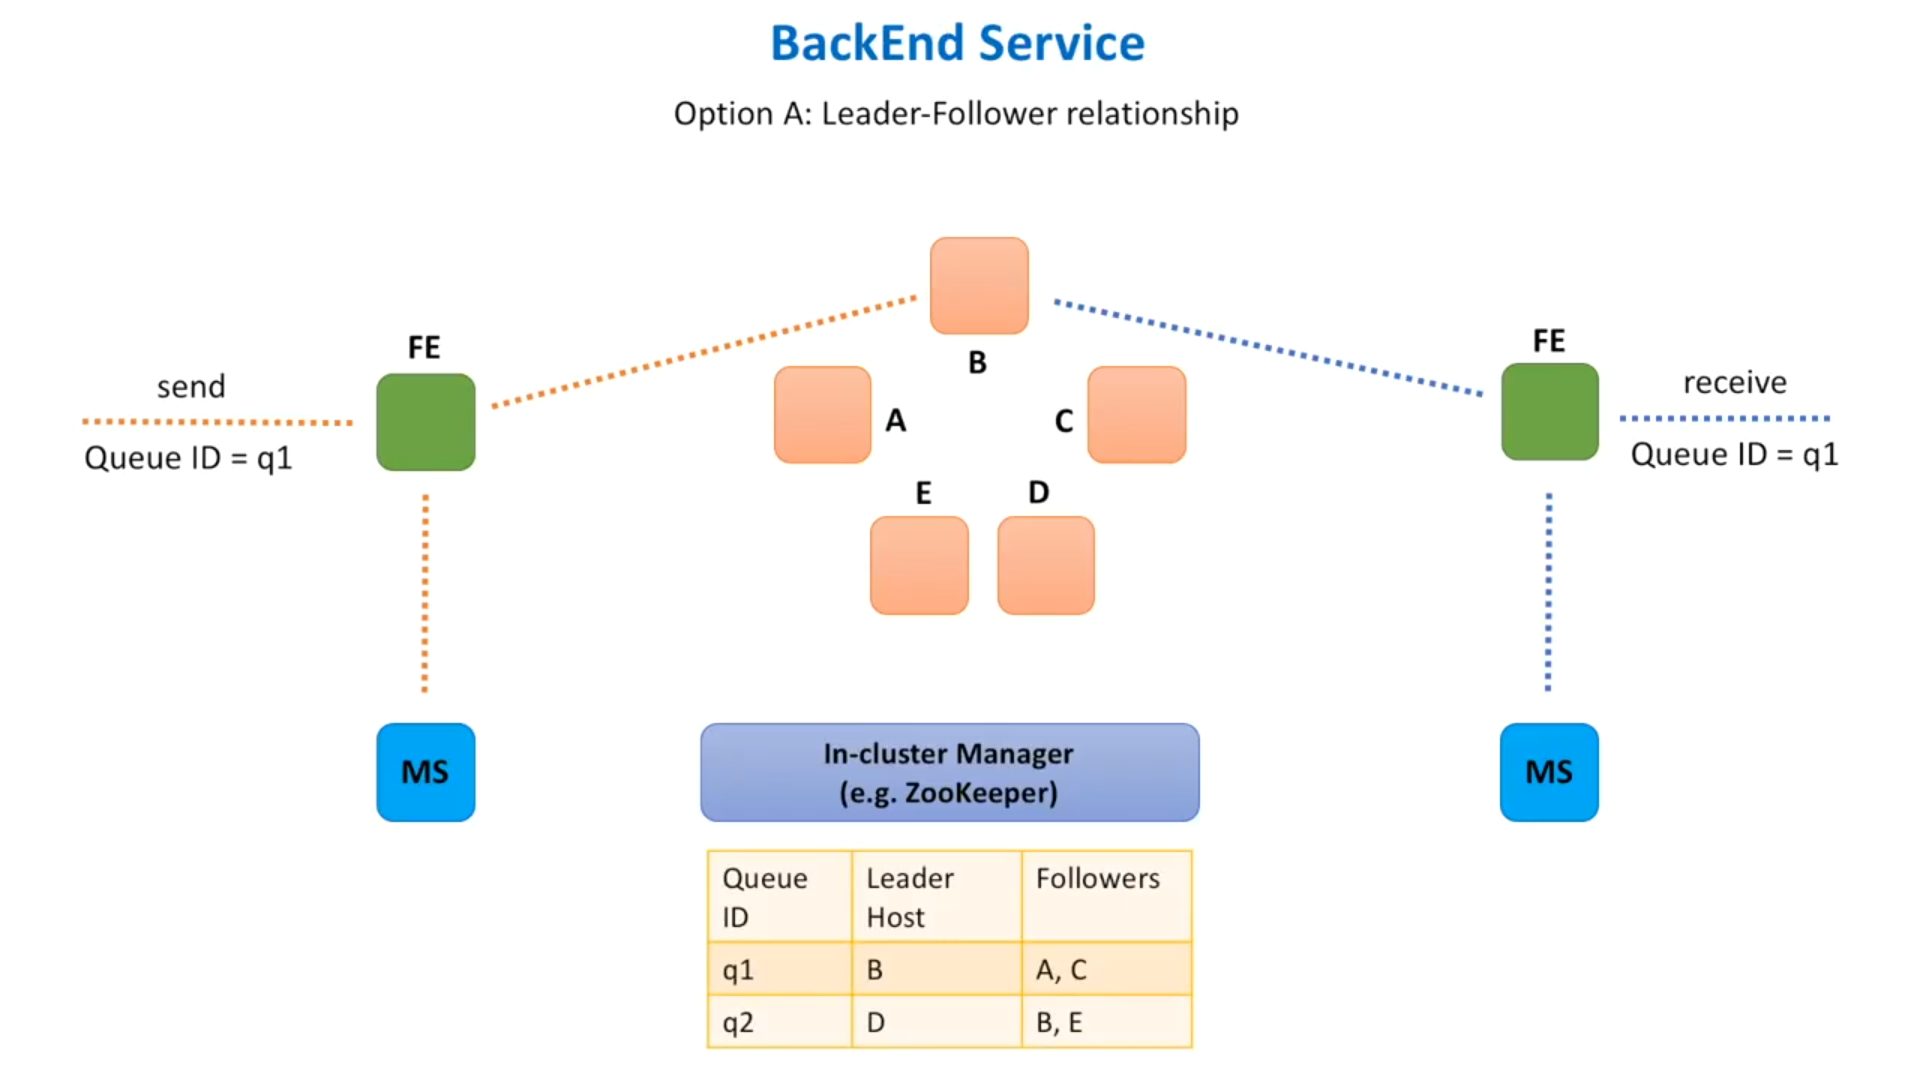 BackEnd Service
Option A: Leader-Follower relationship
B
FE
FE
send
receive
A
C
Queue ID = q1
Queue ID = q1
E
D
MS
In-cluster Manager
(e.g. ZooKeeper)
MS
Queue ID
Leader Host
Followers
q1
B
A, C
q2
D
B, E